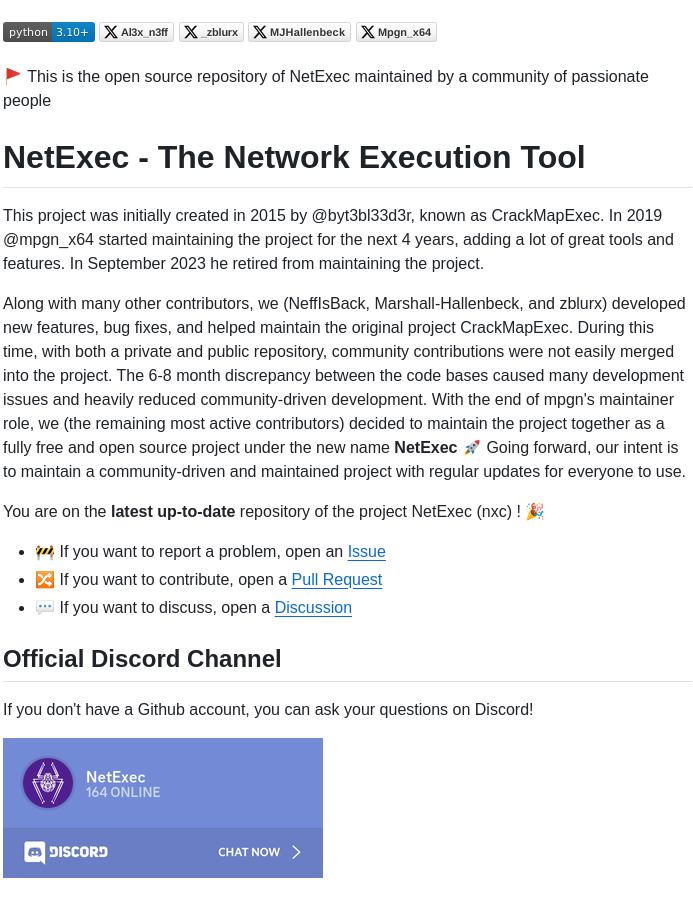 python 3.10+ Al3x_n3ff _zblurx MJHallenbeck Mpgn_x64
🚩 This is the open source repository of NetExec maintained by a community of passionate
people
NetExec - The Network Execution Tool
This project was initially created in 2015 by @byt3bl33d3r, known as CrackMapExec. In 2019
@mpgn_x64 started maintaining the project for the next 4 years, adding a lot of great tools and
features. In September 2023 he retired from maintaining the project.
Along with many other contributors, we (NeffIsBack, Marshall-Hallenbeck, and zblurx) developed
new features, bug fixes, and helped maintain the original project CrackMapExec. During this
time, with both a private and public repository, community contributions were not easily merged
into the project. The 6-8 month discrepancy between the code bases caused many development
issues and heavily reduced community-driven development. With the end of mpgn's maintainer
role, we (the remaining most active contributors) decided to maintain the project together as a
fully free and open source project under the new name NetExec 🚀 Going forward, our intent is
to maintain a community-driven and maintained project with regular updates for everyone to use.
You are on the latest up-to-date repository of the project NetExec (nxc) ! 🎉
• 🚧 If you want to report a problem, open an Issue
• 🔀 If you want to contribute, open a Pull Request
• 💬 If you want to discuss, open a Discussion
Official Discord Channel
If you don't have a Github account, you can ask your questions on Discord!
NetExec
164 ONLINE
DISCORD CHAT NOW